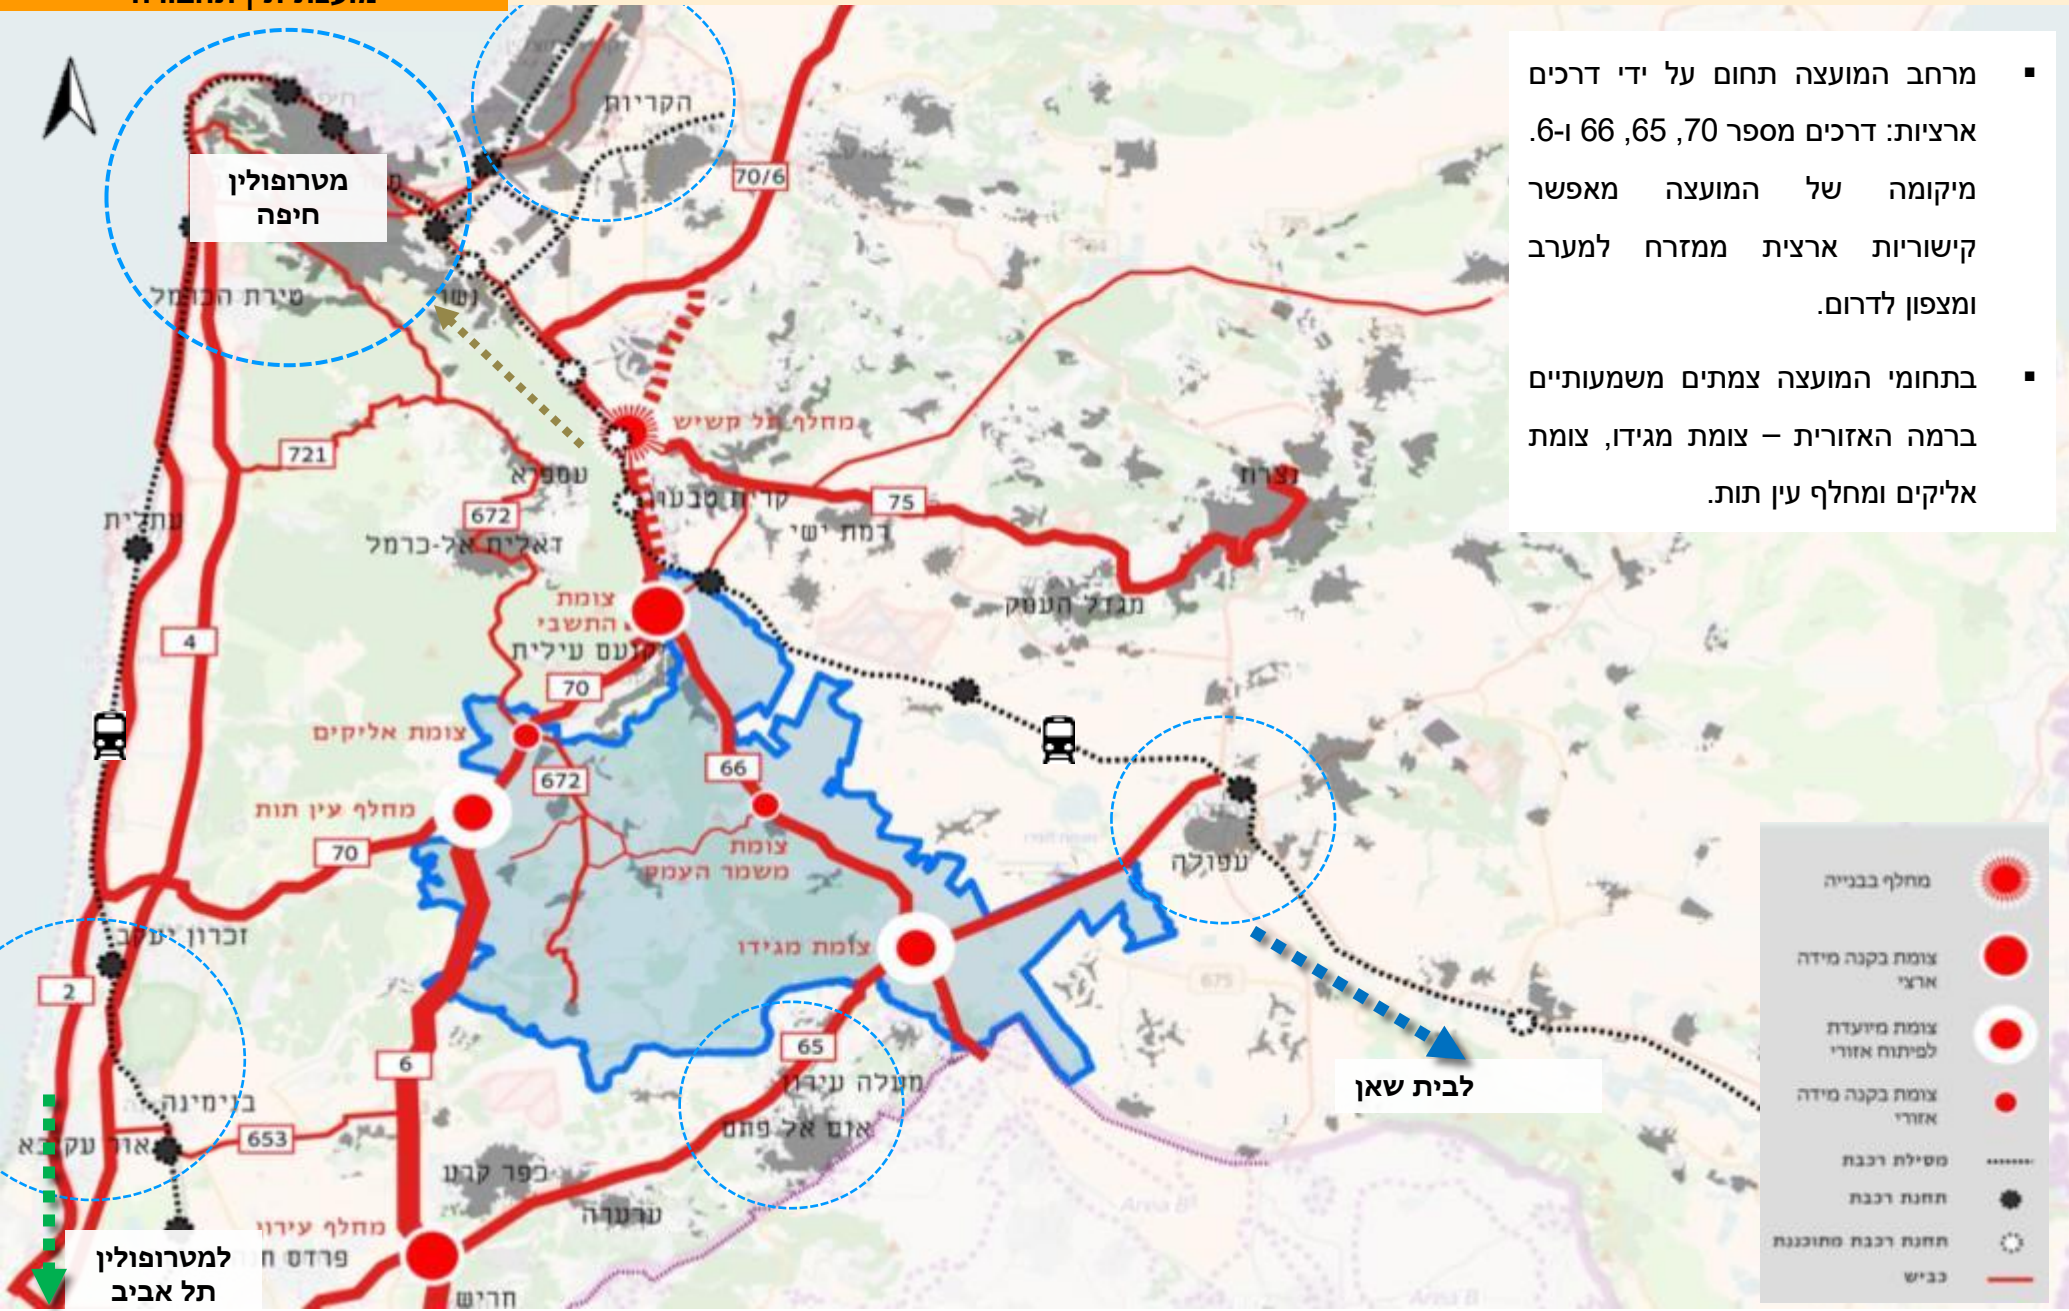 מרחב המועצה תחום על ידי דרכים
ארציות: דרכים מספר 70, 65, 66 ו-6.
מיקומה של המועצה מאפשר
קישוריות ארצית ממזרח למערב
ומצפון לדרום.
בתחומי המועצה צמתים משמעותיים
ברמה האזורית – צומת מגידו, צומת
אליקים ומחלף עין תות.
הקריות
70/6
מטרופולין
חיפה
טירת הכרמל
נשר
מחלף תל קשיש
721
עספיא
נצרת
קרית טבעון
75
672
רמת ישי
עתלית
דאלית אל-כרמל
צומת
התשבי
מגדל העמק
4
יקנעם עילית
70
צומת אליקים
66
672
מחלף עין תות
70
צומת
משמר העמק
עפולה
זכרון יעקב
צומת מגידו
675
2
65
6
מעלה עירון
לבית שאן
בנימינה
אום אל פחם
653
אור עקיבא
כפר קרע
ערערה
מחלף עירון
פרדס
למטרופולין
תל אביב
חריש
Area B
Area B
מחלף בבנייה
צומת בקנה מידה
ארצי
צומת מיועדת
לפיתוח אזורי
צומת בקנה מידה
אזורי
מסילת רכבת
תחנת רכבת
תחנת רכבת מתוכננת
כביש